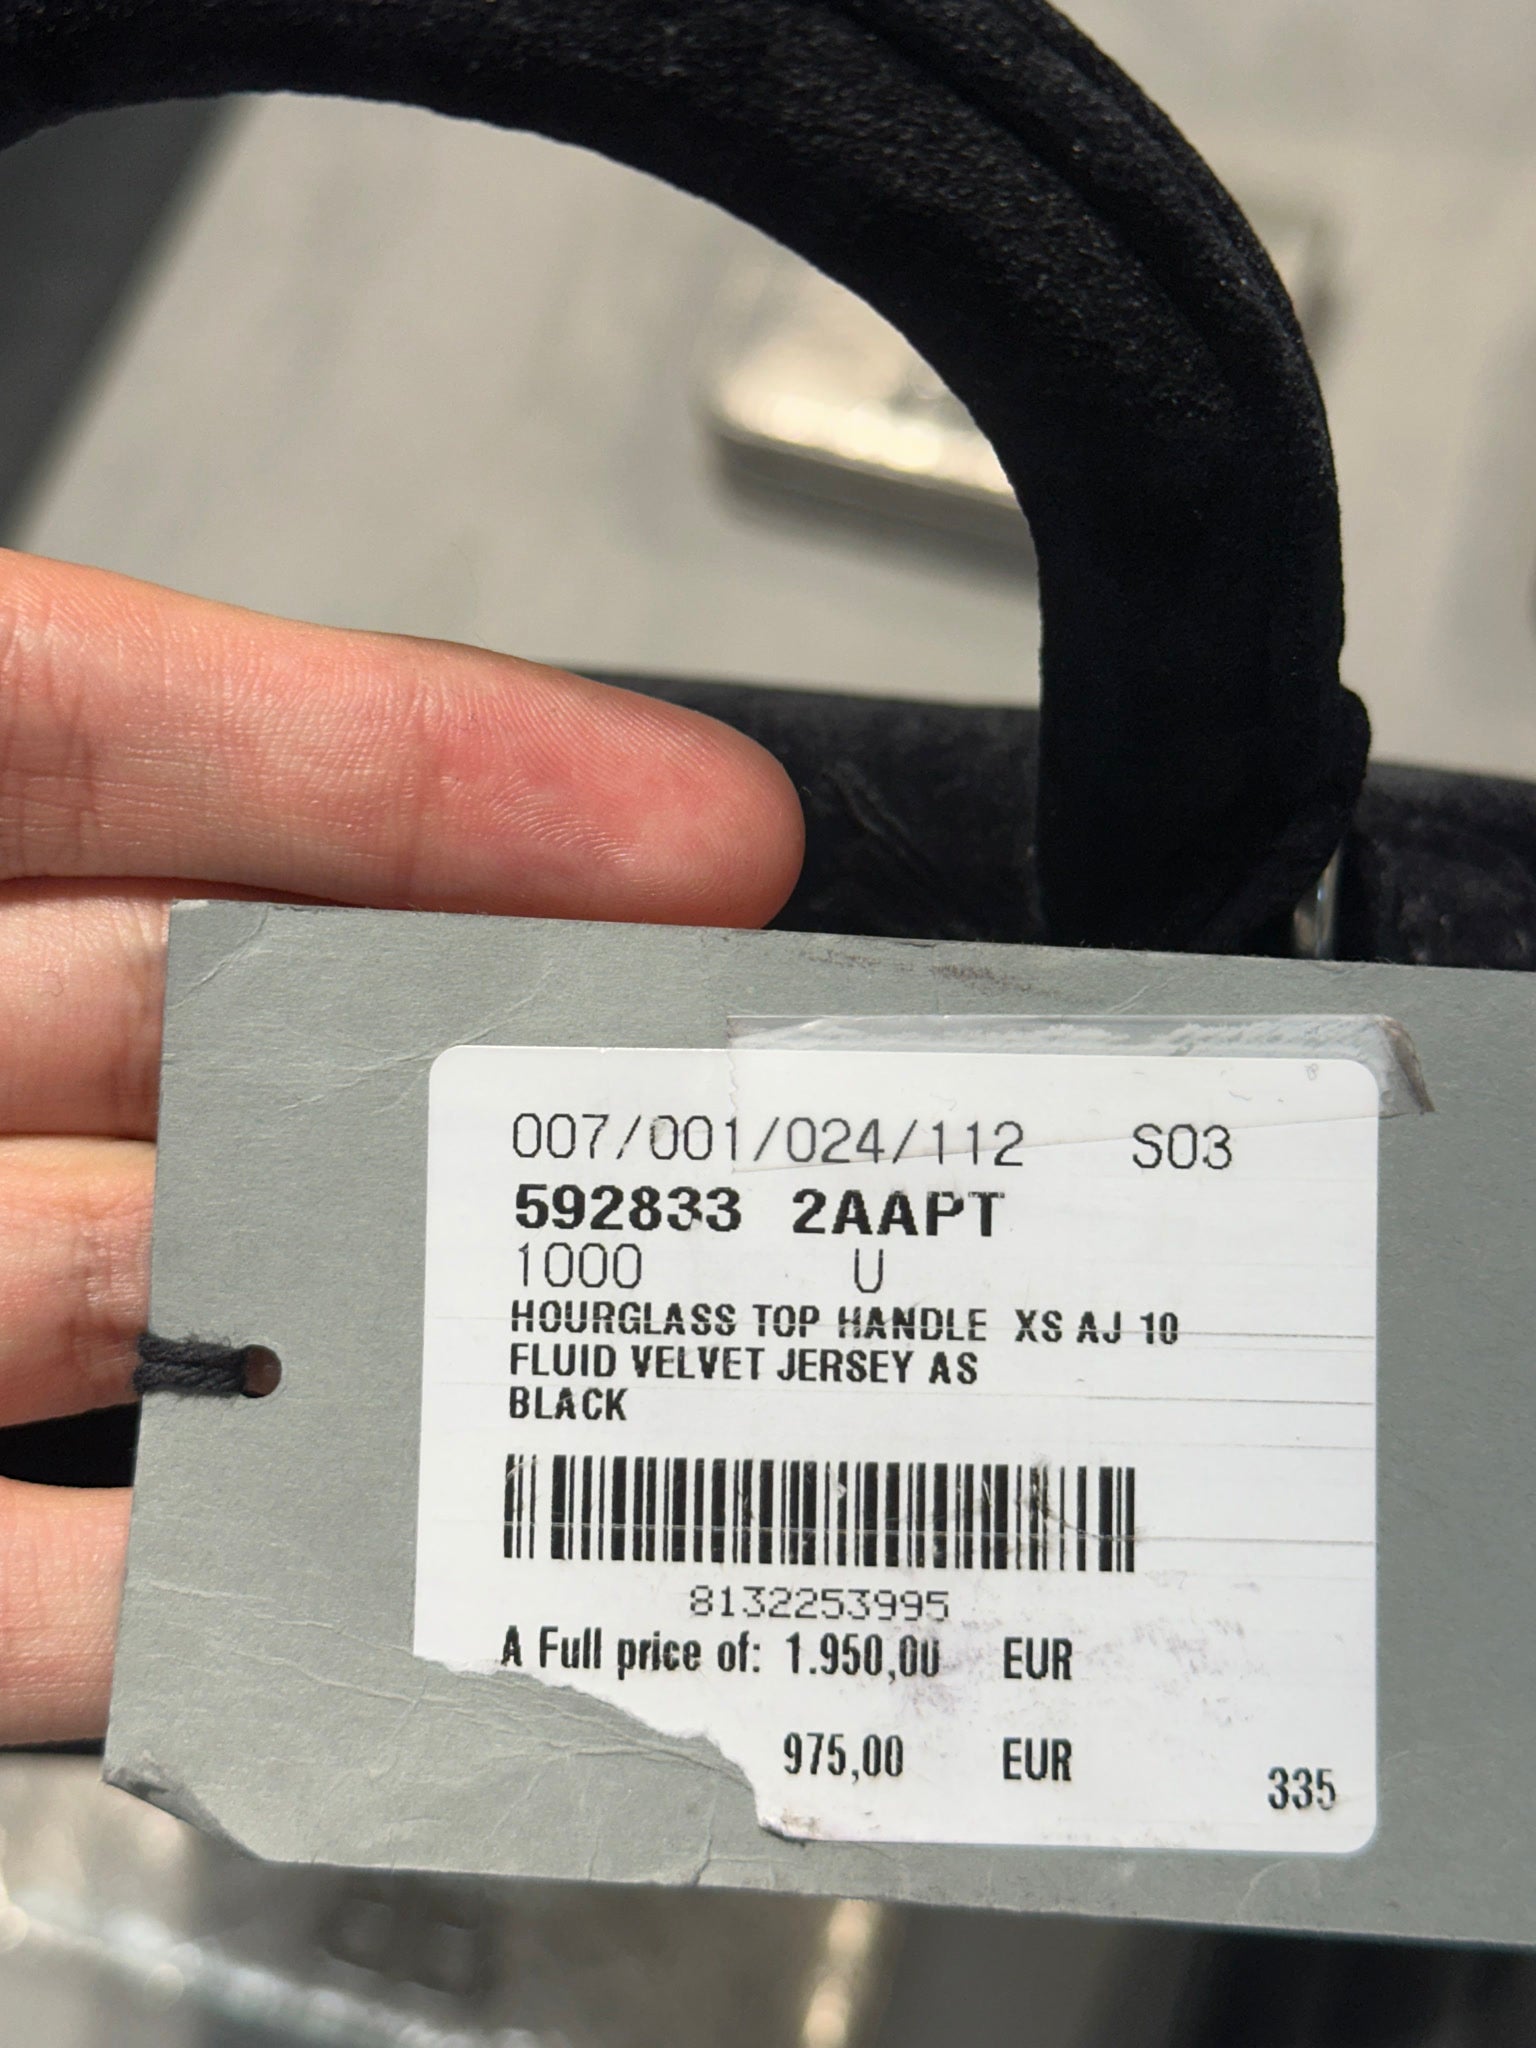 007/001/024/112 S03
592833 2AAPT
1000 U
HOURGLASS TOP HANDLE XS AJ 10
FLUID VELVET JERSEY AS
BLACK
8132253995
A Full price of: 1.950,00 EUR
975,00 EUR
335